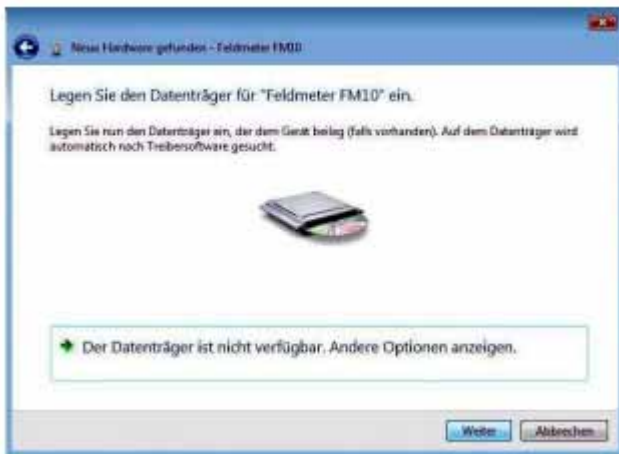 Neue Hardware gefunden - Feldmeter FM10
Legen Sie den Datenträger für "Feldmeter FM10" ein.
Legen Sie nun den Datenträger ein, der dem Gerät beilag (falls vorhanden). Auf dem Datenträger wird
automatisch nach Treibersoftware gesucht.
Der Datenträger ist nicht verfügbar. Andere Optionen anzeigen.
Weiter
Abbrechen